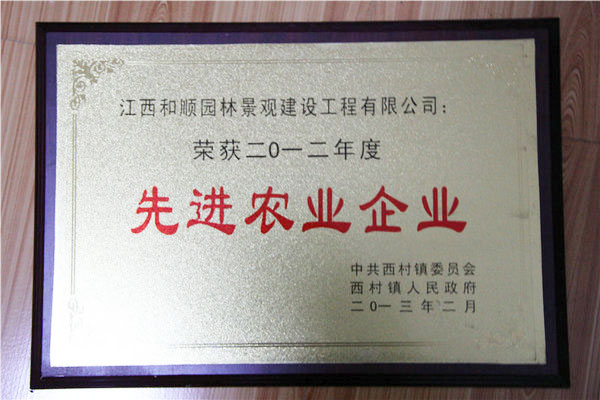 江西和顺园林景观建设工程有限公司：
荣获二0一二年度
先进农业企业
中共西村镇委员会
西村镇人民政府
二0一三年二月